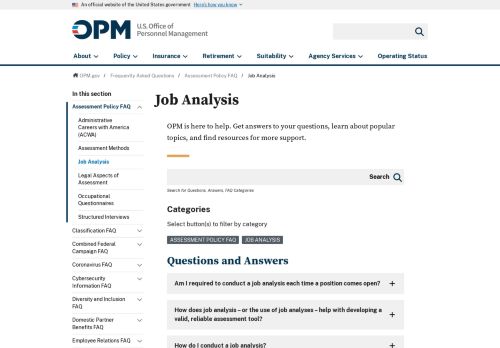 An official website of the United States government Here's how you know
OPM U.S. Office of
Personnel Management
About Policy Insurance Retirement Suitability Agency Services Operating Status
OPM.gov / Frequently Asked Questions / Assessment Policy FAQ / Job Analysis
In this section
Assessment Policy FAQ
Administrative
Careers with America
(ACWA)
Assessment Methods
Job Analysis
Legal Aspects of
Assessment
Occupational
Questionnaires
Structured Interviews
Classification FAQ
Combined Federal
Campaign FAQ
Coronavirus FAQ
Cybersecurity
Information FAQ
Diversity and Inclusion
FAQ
Domestic Partner
Benefits FAQ
Employee Relations FAQ
Job Analysis
OPM is here to help. Get answers to your questions, learn about popular
topics, and find resources for more support.
Search
Search for Questions, Answers, FAQ Categories
Categories
Select button(s) to filter by category
ASSESSMENT POLICY FAQ JOB ANALYSIS
Questions and Answers
Am I required to conduct a job analysis each time a position comes open? +
How does job analysis – or the use of job analyses – help with developing a
valid, reliable assessment tool? +
How do I conduct a job analysis? +